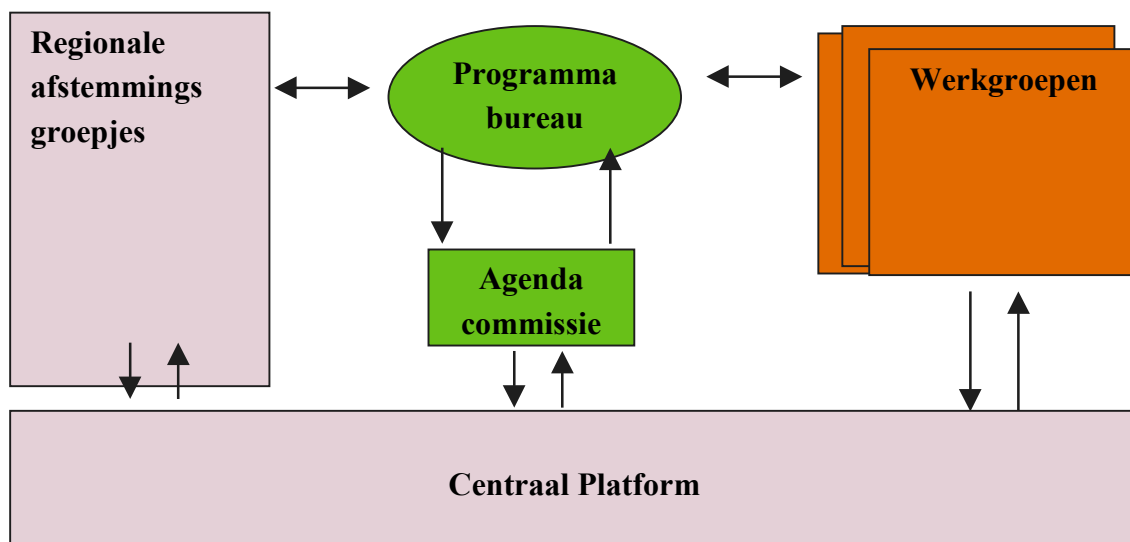 Regionale
afstemmings
groepjes
Programma
bureau
Werkgroepen
Agenda
commissie
Centraal Platform